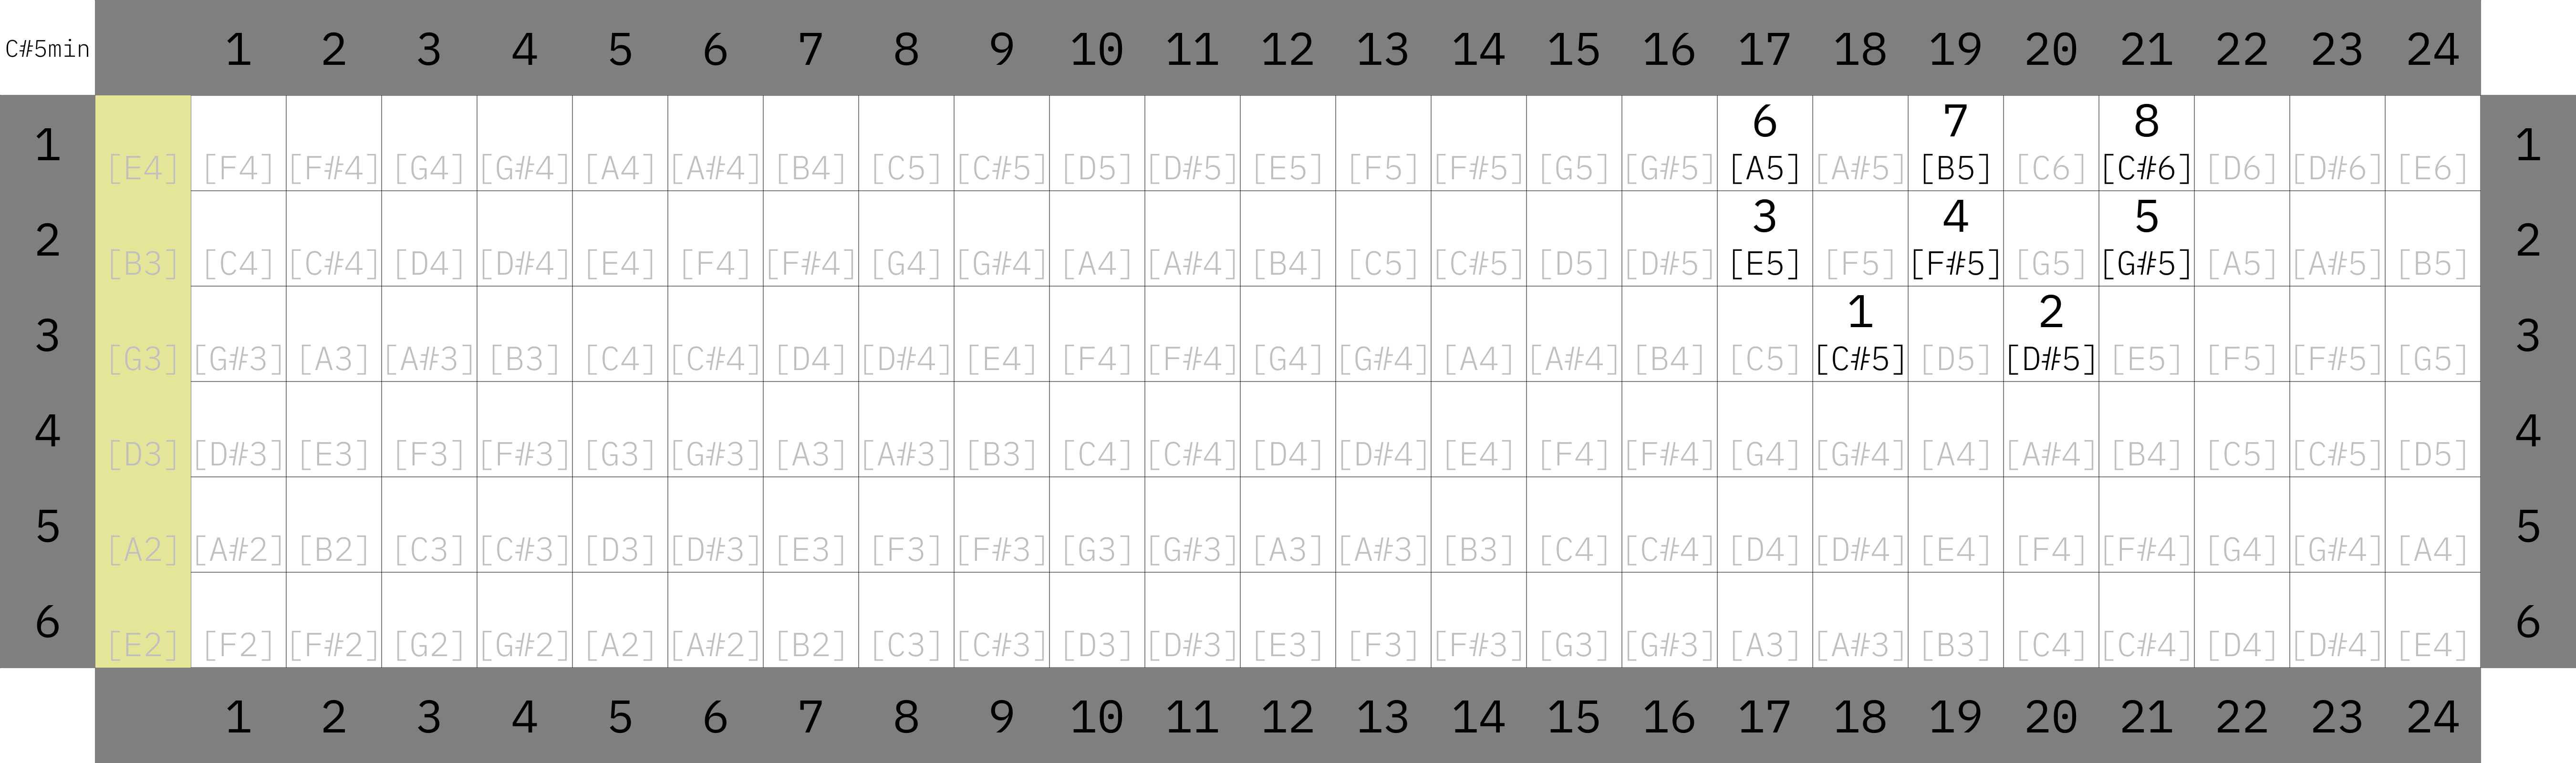 C#5min 1 2 3 4 5 6 7 8 9 10 11 12 13 14 15 16 17 18 19 20 21 22 23 24
6 7 8
1 [E4] [F4] [F#4] [G4] [G#4] [A4] [A#4] [B4] [C5] [C#5] [D5] [D#5] [E5] [F5] [F#5] [G5] [G#5] [A5] [A#5] [B5] [C6] [C#6] [D6] [D#6] [E6] 1
3 4 5
2 [B3] [C4] [C#4] [D4] [D#4] [E4] [F4] [F#4] [G4] [G#4] [A4] [A#4] [B4] [C5] [C#5] [D5] [D#5] [E5] [F5] [F#5] [G5] [G#5] [A5] [A#5] [B5] 2
1 2
3 [G3] [G#3] [A3] [A#3] [B3] [C4] [C#4] [D4] [D#4] [E4] [F4] [F#4] [G4] [G#4] [A4] [A#4] [B4] [C5] [C#5] [D5] [D#5] [E5] [F5] [F#5] [G5] 3
4 [D3] [D#3] [E3] [F3] [F#3] [G3] [G#3] [A3] [A#3] [B3] [C4] [C#4] [D4] [D#4] [E4] [F4] [F#4] [G4] [G#4] [A4] [A#4] [B4] [C5] [C#5] [D5] 4
5 [A2] [A#2] [B2] [C3] [C#3] [D3] [D#3] [E3] [F3] [F#3] [G3] [G#3] [A3] [A#3] [B3] [C4] [C#4] [D4] [D#4] [E4] [F4] [F#4] [G4] [G#4] [A4] 5
6 [E2] [F2] [F#2] [G2] [G#2] [A2] [A#2] [B2] [C3] [C#3] [D3] [D#3] [E3] [F3] [F#3] [G3] [G#3] [A3] [A#3] [B3] [C4] [C#4] [D4] [D#4] [E4] 6
1 2 3 4 5 6 7 8 9 10 11 12 13 14 15 16 17 18 19 20 21 22 23 24